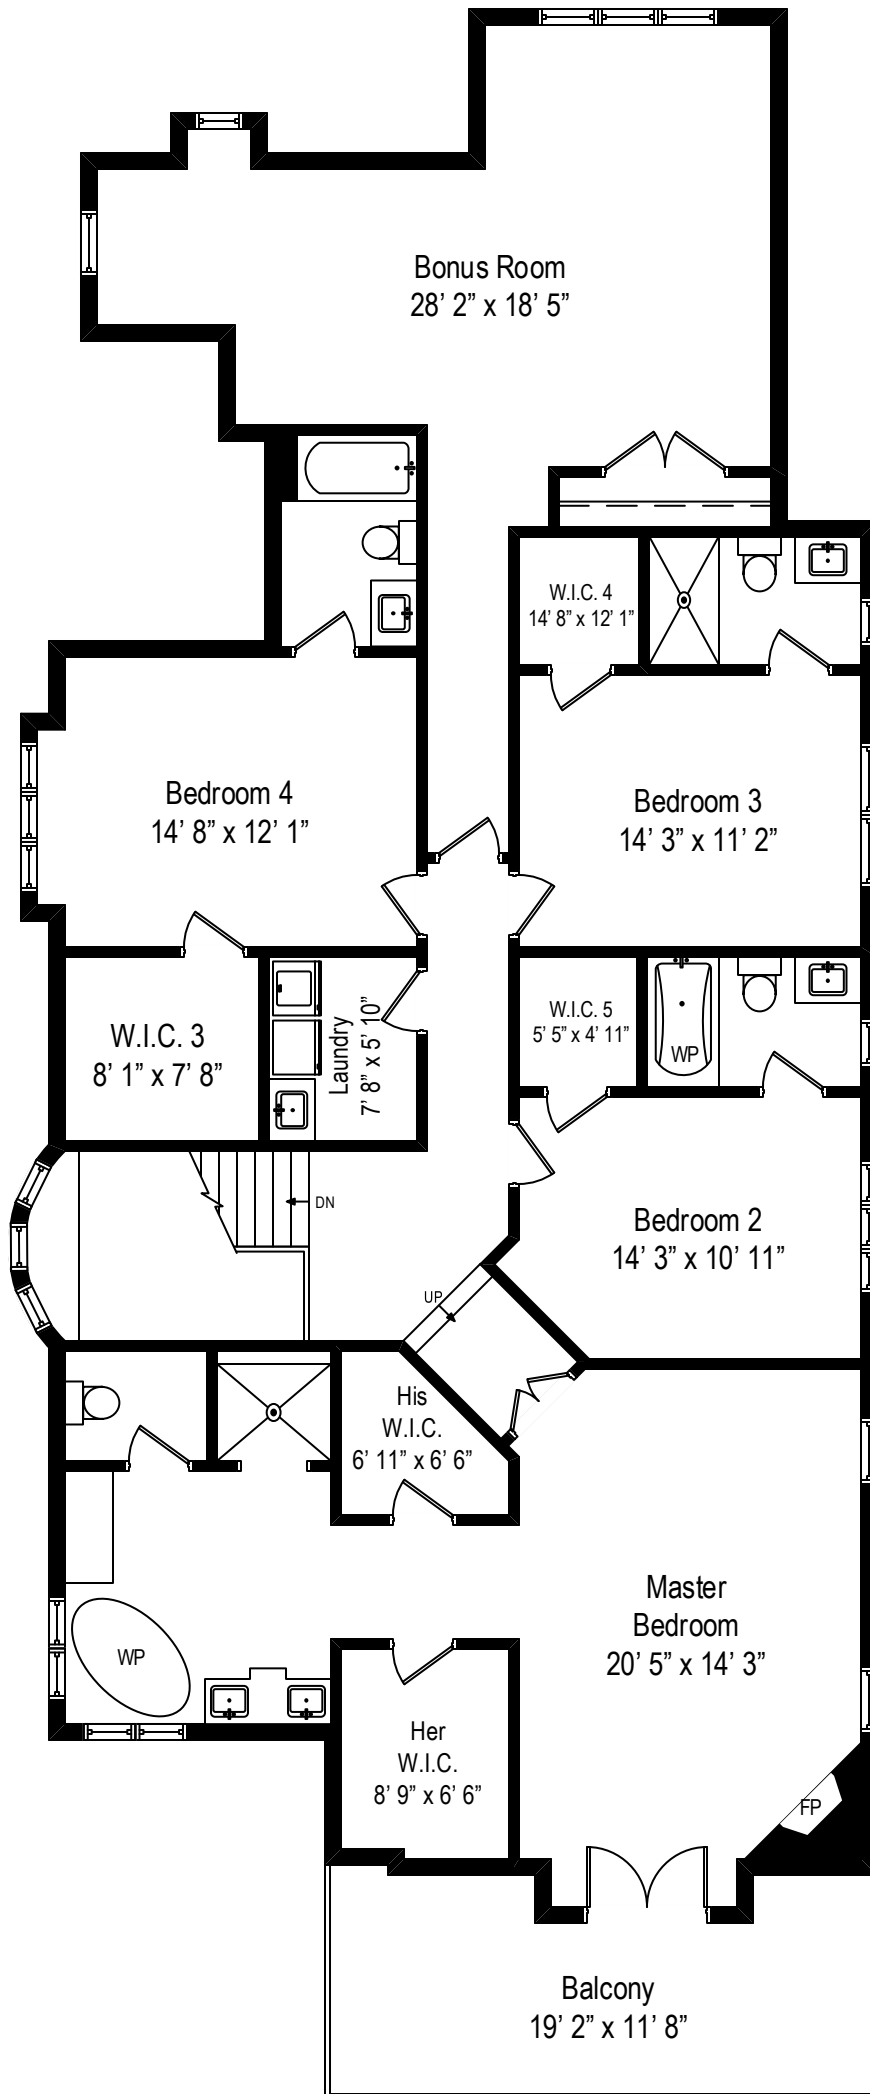 Bonus Room
28’ 2” x 18’ 5”
W.I.C. 4
14’ 8” x 12’ 1”
Bedroom 4
14’ 8” x 12’ 1”
Bedroom 3
14’ 3” x 11’ 2”
W.I.C. 3
8’ 1” x 7’ 8”
Laundry
7’ 8” x 5’ 10”
W.I.C. 5
5’ 5” x 4’ 11”
WP
DN
Bedroom 2
14’ 3” x 10’ 11”
UP
His
W.I.C.
6’ 11” x 6’ 6”
Master
Bedroom
20’ 5” x 14’ 3”
WP
Her
W.I.C.
8’ 9” x 6’ 6”
FP
Balcony
19’ 2” x 11’ 8”